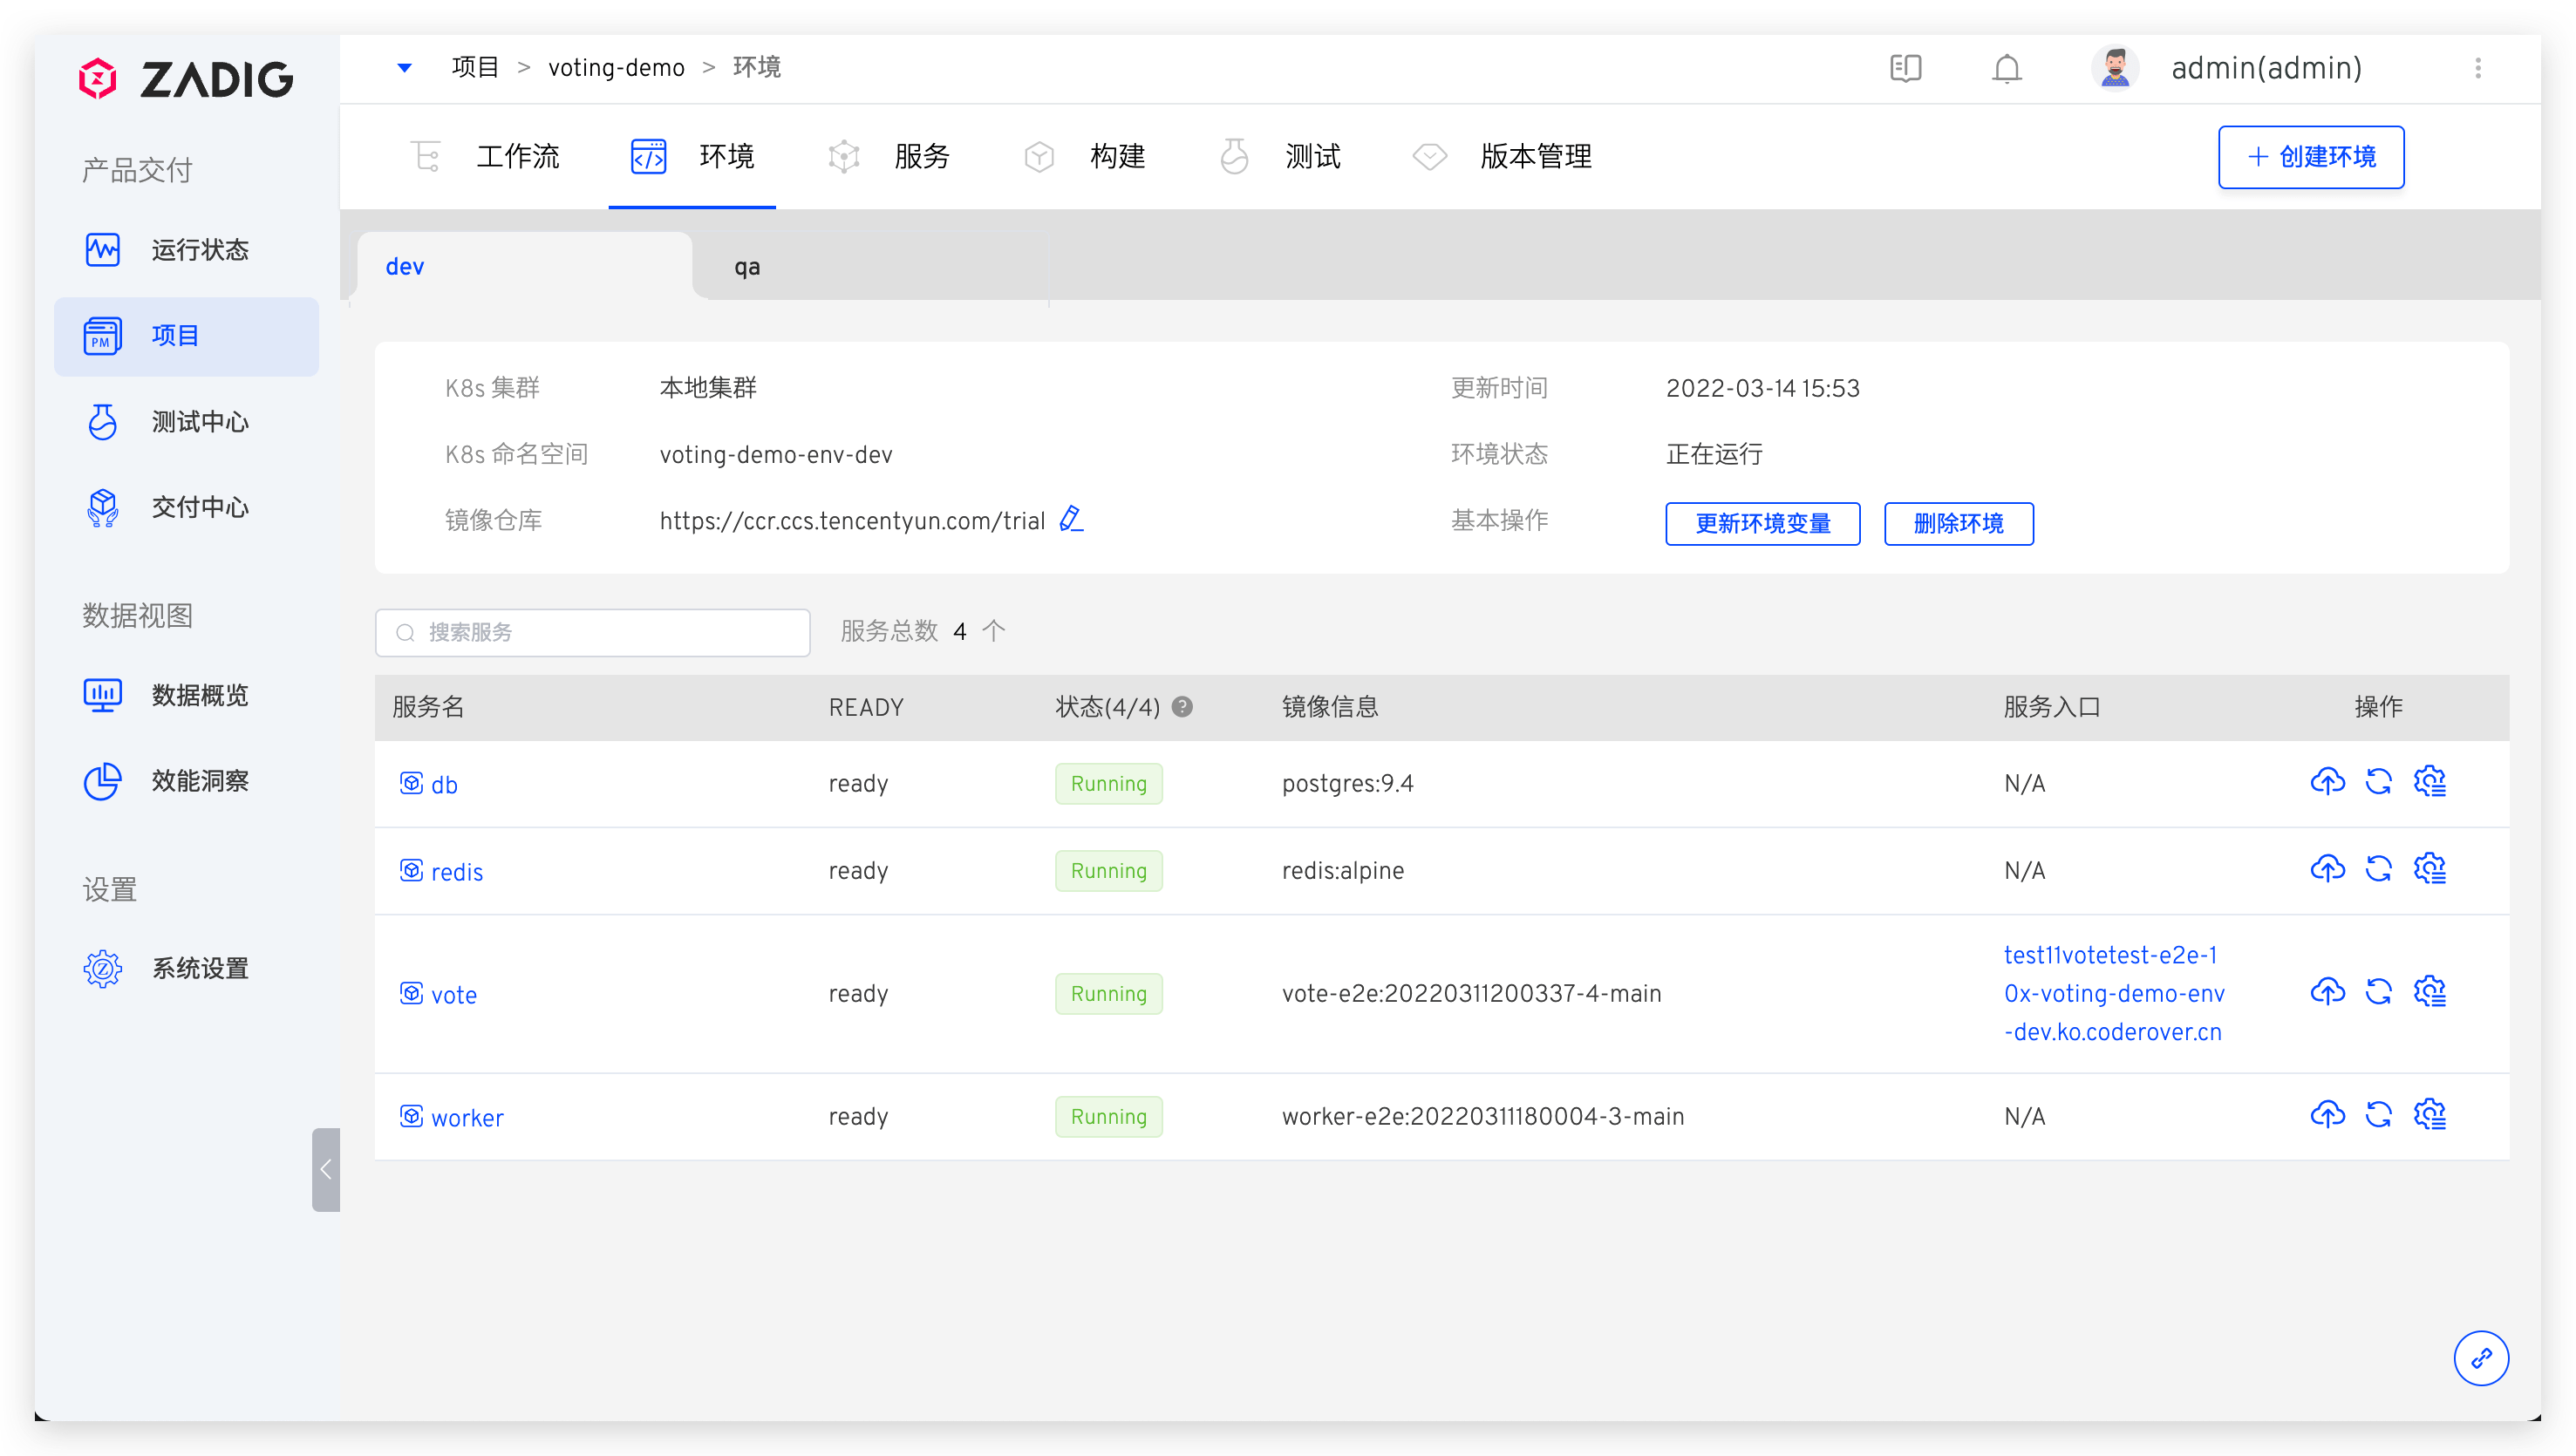 ZADIG
项目 > voting-demo > 环境
admin(admin)
产品交付
运行状态
PM
项目
测试中心
交付中心
数据视图
数据概览
效能洞察
设置
系统设置
工作流
环境
服务
构建
测试
版本管理
+ 创建环境
dev
qa
K8s 集群 本地集群
更新时间 2022-03-14 15:53
K8s 命名空间 voting-demo-env-dev
环境状态 正在运行
镜像仓库 https://ccr.ccs.tencentyun.com/trial
基本操作 更新环境变量 删除环境
搜索服务
服务总数 4 个
服务名 READY 状态(4/4) ? 镜像信息 服务入口 操作
db ready Running postgres:9.4 N/A
redis ready Running redis:alpine N/A
vote ready Running vote-e2e:20220311200337-4-main
test11votetest-e2e-1
0x-voting-demo-env
-dev.ko.coderover.cn
worker ready Running worker-e2e:20220311180004-3-main N/A